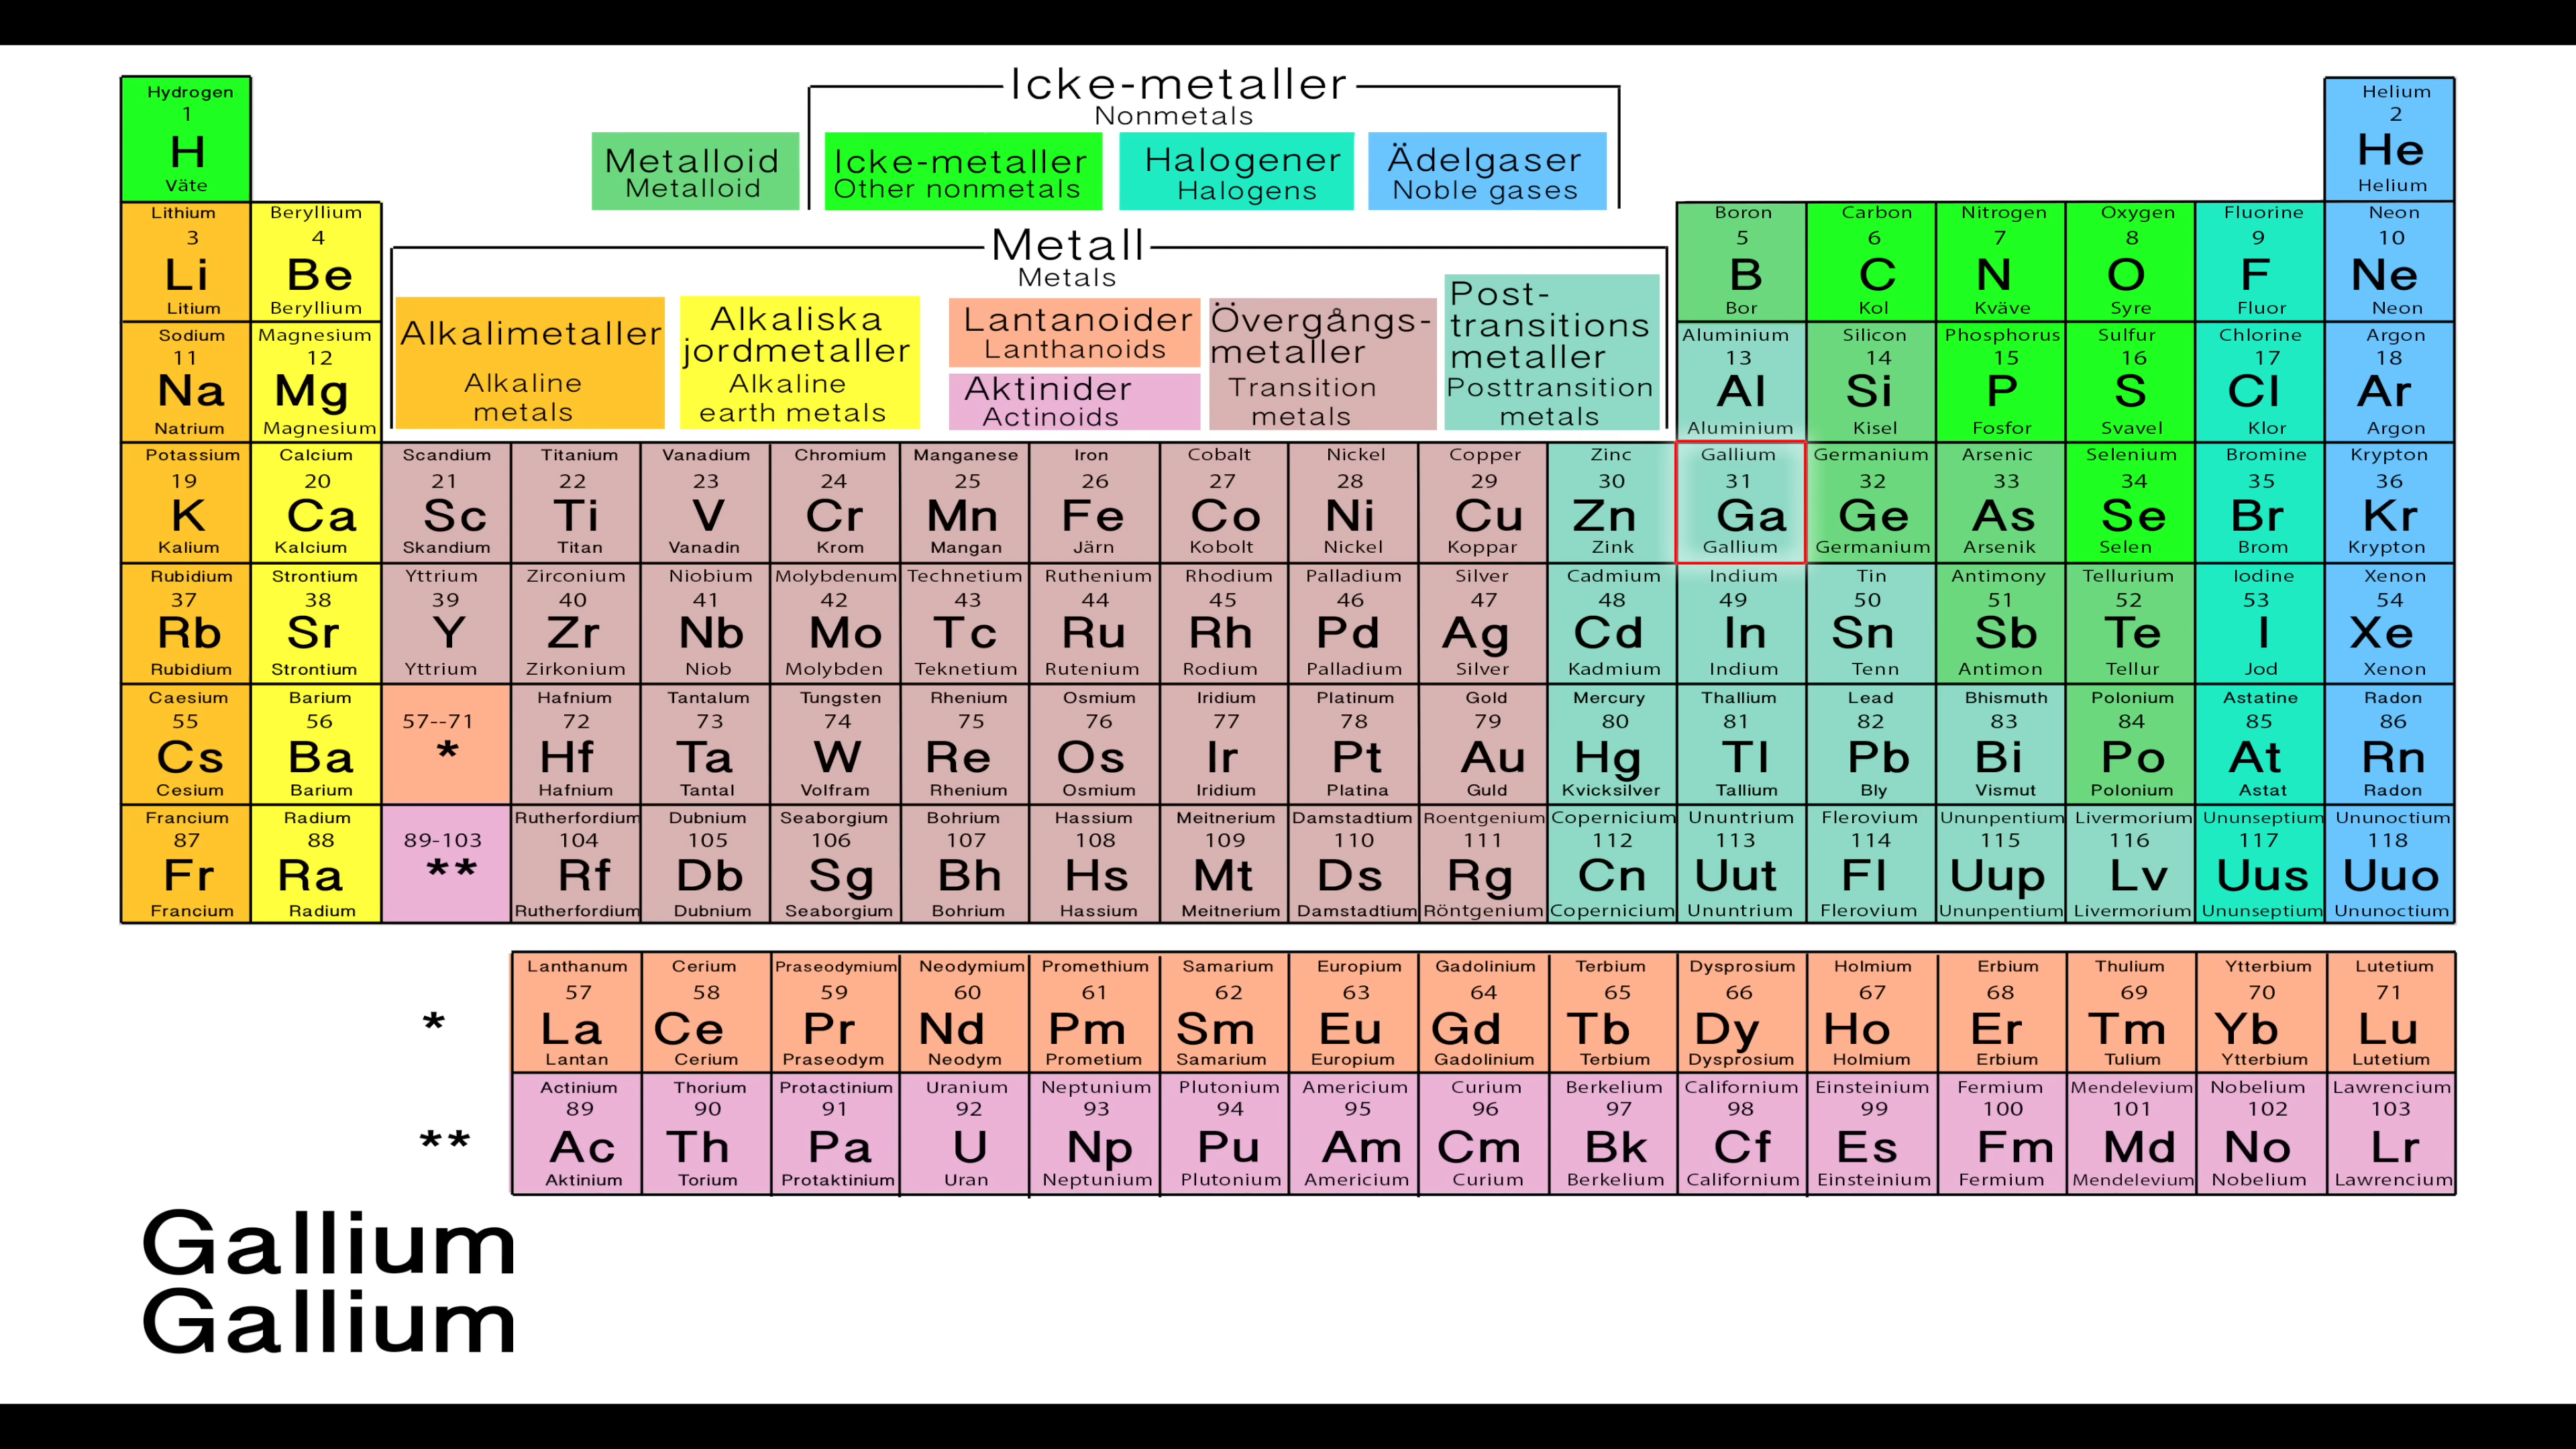 Icke-metaller
Nonmetals
Metalloid
Metalloid
Icke-metaller
Other nonmetals
Halogener
Halogens
Ädelgaser
Noble gases
Metall
Metals
Alkalimetaller
Alkaline
metals
Alkaliska
jordmetaller
Alkaline
earth metals
Lantanoider
Lanthanoids
Aktinider
Actinoids
Övergångs-
metaller
Transition
metals
Post-
transitions
metaller
Posttransition
metals
Hydrogen Helium
1 2
H He
Väte Helium
Lithium Beryllium Boron Carbon Nitrogen Oxygen Fluorine Neon
3 4 5 6 7 8 9 10
Li Be B C N O F Ne
Litium Beryllium Bor Kol Kväve Syre Fluor Neon
Sodium Magnesium Aluminium Silicon Phosphorus Sulfur Chlorine Argon
11 12 13 14 15 16 17 18
Na Mg Al Si P S Cl Ar
Natrium Magnesium Aluminium Kisel Fosfor Svavel Klor Argon
Potassium Calcium Scandium Titanium Vanadium Chromium Manganese Iron Cobalt Nickel Copper Zinc Gallium Germanium Arsenic Selenium Bromine Krypton
19 20 21 22 23 24 25 26 27 28 29 30 31 32 33 34 35 36
K Ca Sc Ti V Cr Mn Fe Co Ni Cu Zn Ga Ge As Se Br Kr
Kalium Kalcium Skandium Titan Vanadin Krom Mangan Järn Kobolt Nickel Koppar Zink Gallium Germanium Arsenik Selen Brom Krypton
Rubidium Strontium Yttrium Zirconium Niobium Molybdenum Technetium Ruthenium Rhodium Palladium Silver Cadmium Indium Tin Antimony Tellurium Iodine Xenon
37 38 39 40 41 42 43 44 45 46 47 48 49 50 51 52 53 54
Rb Sr Y Zr Nb Mo Tc Ru Rh Pd Ag Cd In Sn Sb Te I Xe
Rubidium Strontium Yttrium Zirkonium Niob Molybden Teknetium Rutenium Rodium Palladium Silver Kadmium Indium Tenn Antimon Tellur Jod Xenon
Caesium Barium Hafnium Tantalum Tungsten Rhenium Osmium Iridium Platinum Gold Mercury Thallium Lead Bhismuth Polonium Astatine Radon
55 56 57--71 72 73 74 75 76 77 78 79 80 81 82 83 84 85 86
Cs Ba * Hf Ta W Re Os Ir Pt Au Hg Tl Pb Bi Po At Rn
Cesium Barium Hafnium Tantal Volfram Rhenium Osmium Iridium Platina Guld Kvicksilver Tallium Bly Vismut Polonium Astat Radon
Francium Radium Rutherfordium Dubnium Seaborgium Bohrium Hassium Meitnerium Damstadtium Roentgenium Copernicium Ununtrium Flerovium Ununpentium Livermorium Ununseptium Ununoctium
87 88 89-103 104 105 106 107 108 109 110 111 112 113 114 115 116 117 118
Fr Ra ** Rf Db Sg Bh Hs Mt Ds Rg Cn Uut Fl Uup Lv Uus Uuo
Francium Radium Rutherfordium Dubnium Seaborgium Bohrium Hassium Meitnerium Damstadtium Röntgenium Copernicium Ununtrium Flerovium Ununpentium Livermorium Ununseptium Ununoctium
Lanthanum Cerium Praseodymium Neodymium Promethium Samarium Europium Gadolinium Terbium Dysprosium Holmium Erbium Thulium Ytterbium Lutetium
57 58 59 60 61 62 63 64 65 66 67 68 69 70 71
* La Ce Pr Nd Pm Sm Eu Gd Tb Dy Ho Er Tm Yb Lu
Lantan Cerium Praseodym Neodym Prometium Samarium Europium Gadolinium Terbium Dysprosium Holmium Erbium Tulium Ytterbium Lutetium
Actinium Thorium Protactinium Uranium Neptunium Plutonium Americium Curium Berkelium Californium Einsteinium Fermium Mendelevium Nobelium Lawrencium
89 90 91 92 93 94 95 96 97 98 99 100 101 102 103
** Ac Th Pa U Np Pu Am Cm Bk Cf Es Fm Md No Lr
Aktinium Torium Protaktinium Uran Neptunium Plutonium Americium Curium Berkelium Californium Einsteinium Fermium Mendelevium Nobelium Lawrencium
Gallium
Gallium